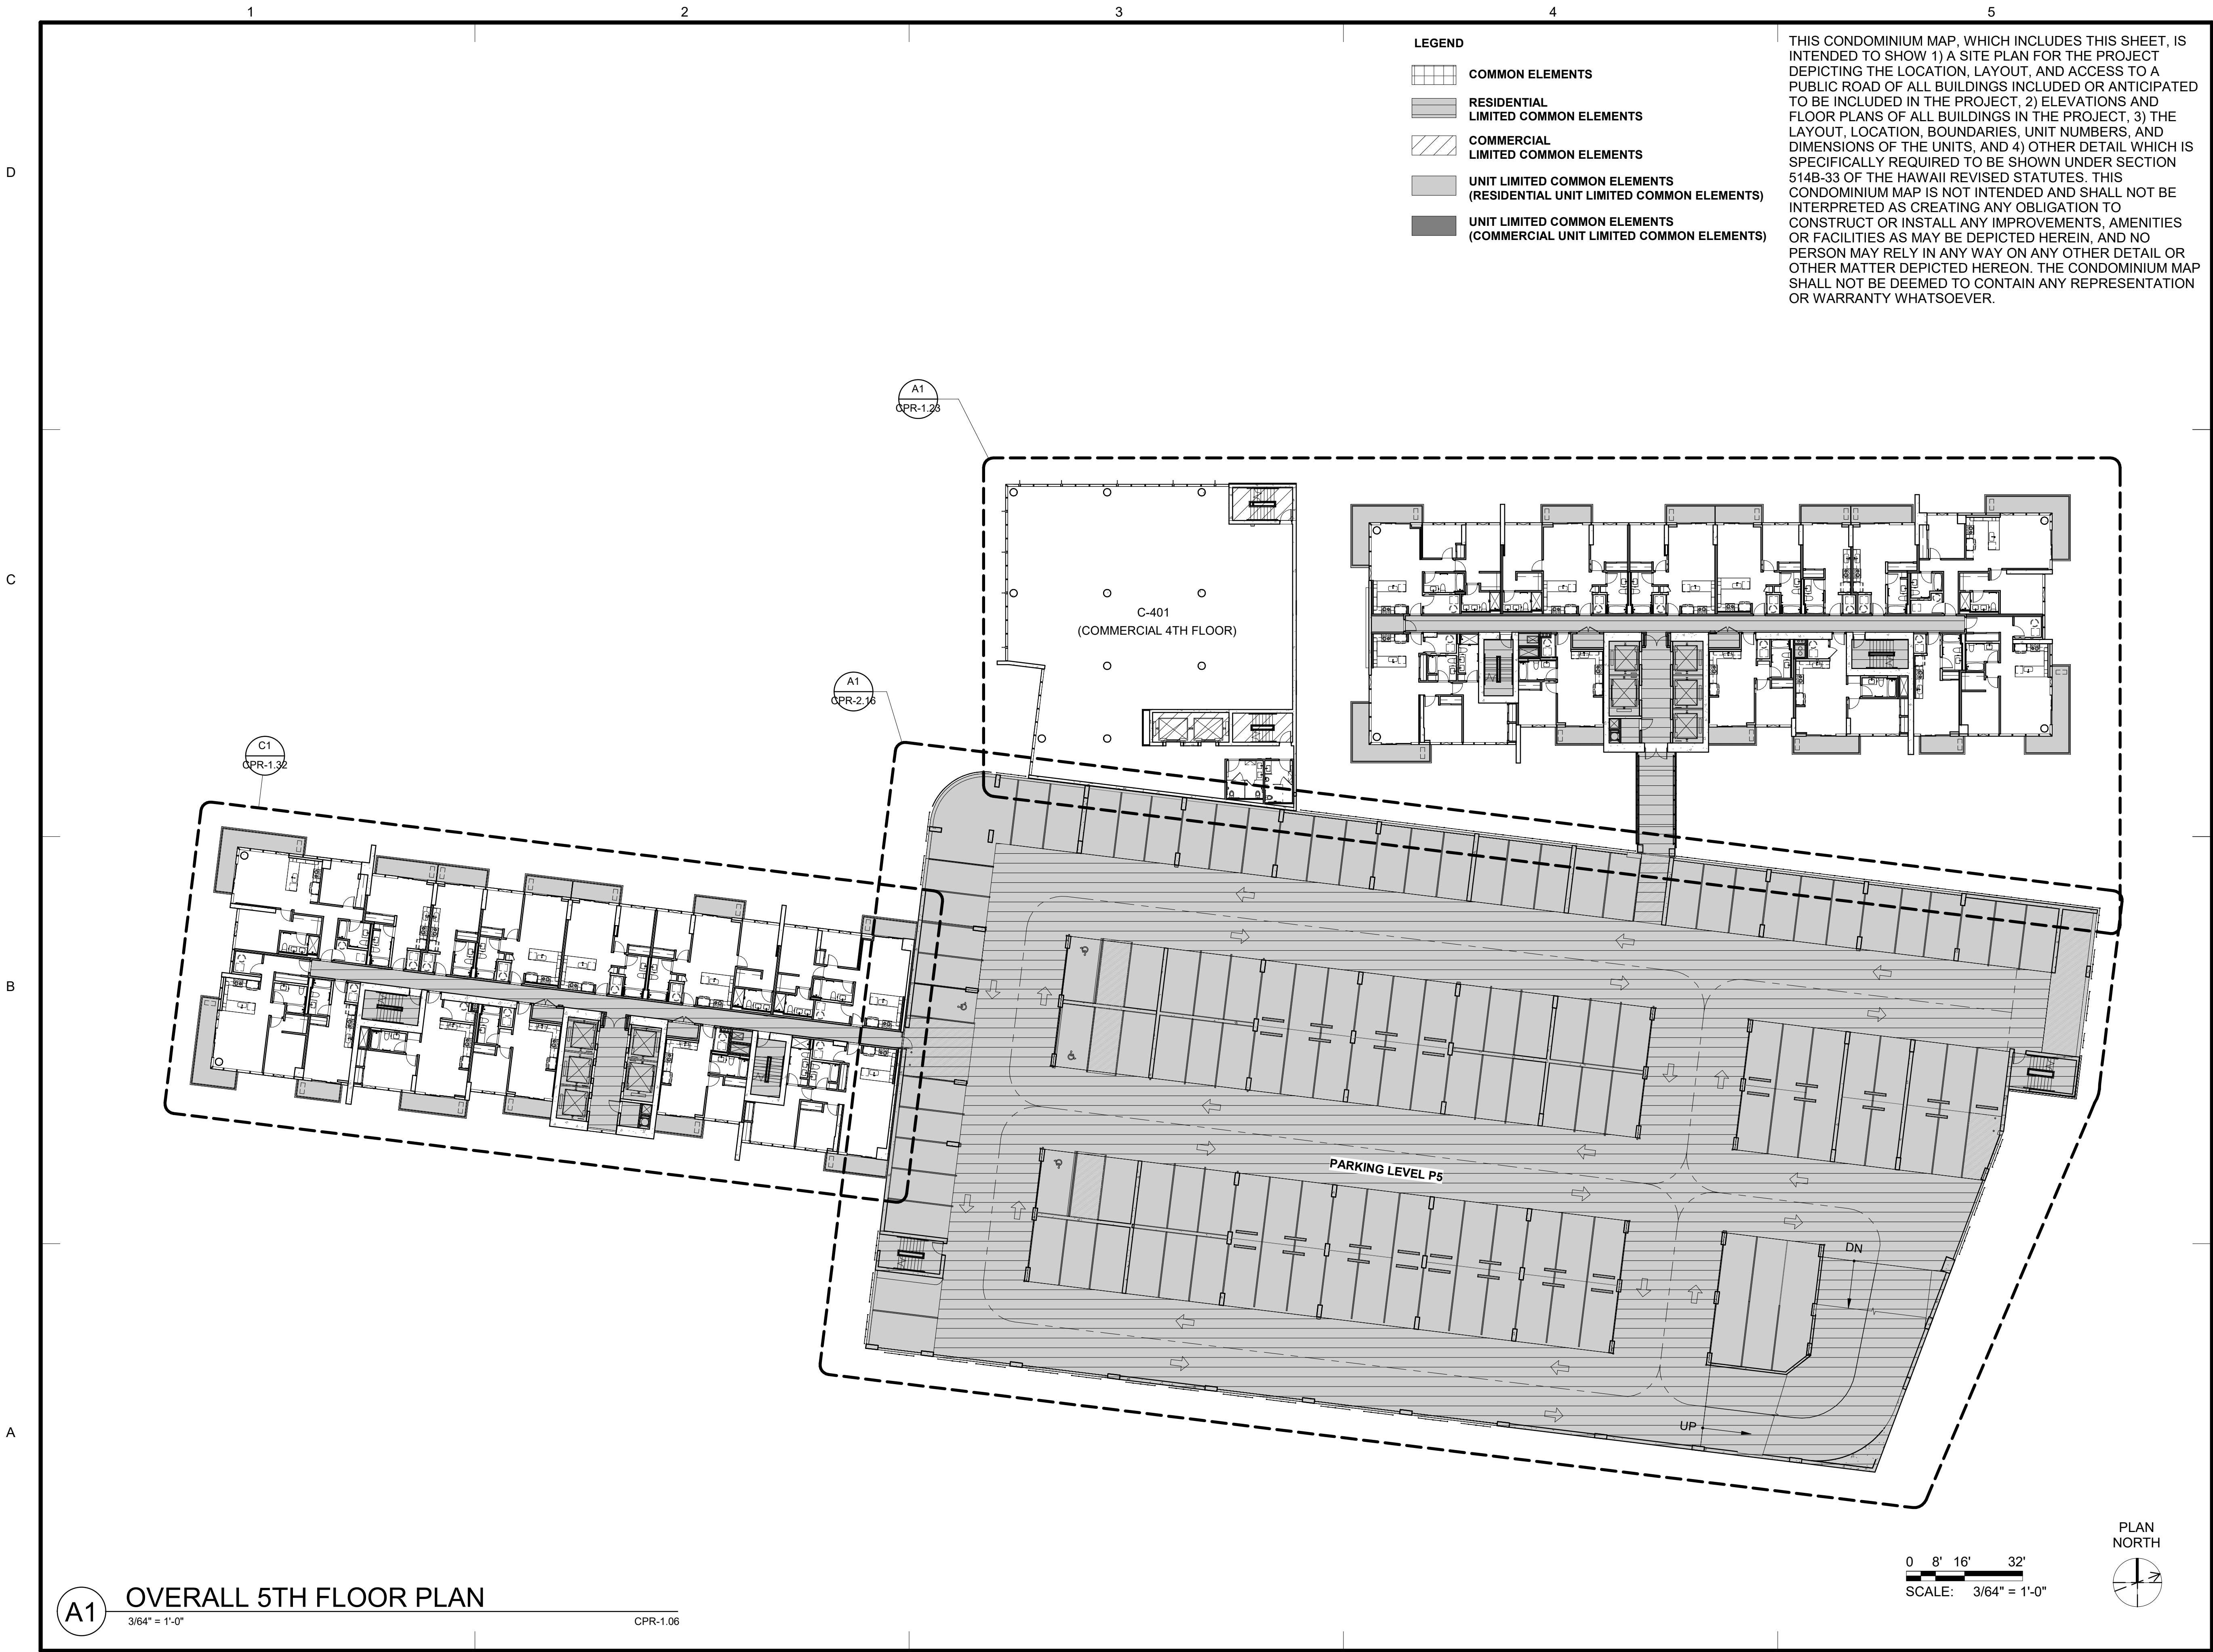 1
2
3
4
5
LEGEND
COMMON ELEMENTS
RESIDENTIAL
LIMITED COMMON ELEMENTS
COMMERCIAL
LIMITED COMMON ELEMENTS
UNIT LIMITED COMMON ELEMENTS
(RESIDENTIAL UNIT LIMITED COMMON ELEMENTS)
UNIT LIMITED COMMON ELEMENTS
(COMMERCIAL UNIT LIMITED COMMON ELEMENTS)
THIS CONDOMINIUM MAP, WHICH INCLUDES THIS SHEET, IS
INTENDED TO SHOW 1) A SITE PLAN FOR THE PROJECT
DEPICTING THE LOCATION, LAYOUT, AND ACCESS TO A
PUBLIC ROAD OF ALL BUILDINGS INCLUDED OR ANTICIPATED
TO BE INCLUDED IN THE PROJECT, 2) ELEVATIONS AND
FLOOR PLANS OF ALL BUILDINGS IN THE PROJECT, 3) THE
LAYOUT, LOCATION, BOUNDARIES, UNIT NUMBERS, AND
DIMENSIONS OF THE UNITS, AND 4) OTHER DETAIL WHICH IS
SPECIFICALLY REQUIRED TO BE SHOWN UNDER SECTION
514B-33 OF THE HAWAII REVISED STATUTES. THIS
CONDOMINIUM MAP IS NOT INTENDED AND SHALL NOT BE
INTERPRETED AS CREATING ANY OBLIGATION TO
CONSTRUCT OR INSTALL ANY IMPROVEMENTS, AMENITIES
OR FACILITIES AS MAY BE DEPICTED HEREIN, AND NO
PERSON MAY RELY IN ANY WAY ON ANY OTHER DETAIL OR
OTHER MATTER DEPICTED HEREON. THE CONDOMINIUM MAP
SHALL NOT BE DEEMED TO CONTAIN ANY REPRESENTATION
OR WARRANTY WHATSOEVER.
D
A1
CPR-1.23
C
C-401
(COMMERCIAL 4TH FLOOR)
A1
CPR-2.16
C1
CPR-1.32
B
PARKING LEVEL P5
DN
UP
A
PLAN
NORTH
0 8' 16' 32'
SCALE: 3/64" = 1'-0"
A1
OVERALL 5TH FLOOR PLAN
3/64" = 1'-0"
CPR-1.06